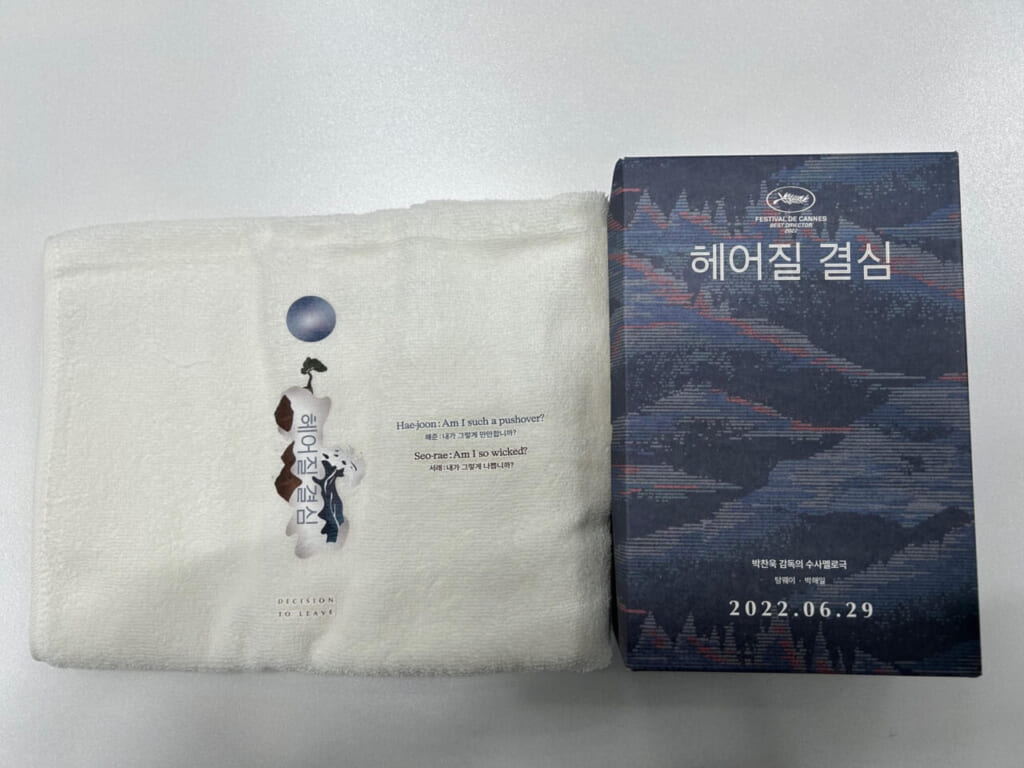 헤어질 결심
DECISION
TO LEAVE
Hae-joon : Am I such a pushover?
해준 : 내가 그렇게 만만합니까?
Seo-rae : Am I so wicked?
서래 : 내가 그렇게 나쁩니까?
FESTIVAL DE CANNES
BEST DIRECTOR
2022
헤어질 결심
박찬욱 감독의 수사멜로극
탕웨이 · 박해일
2022.06.29